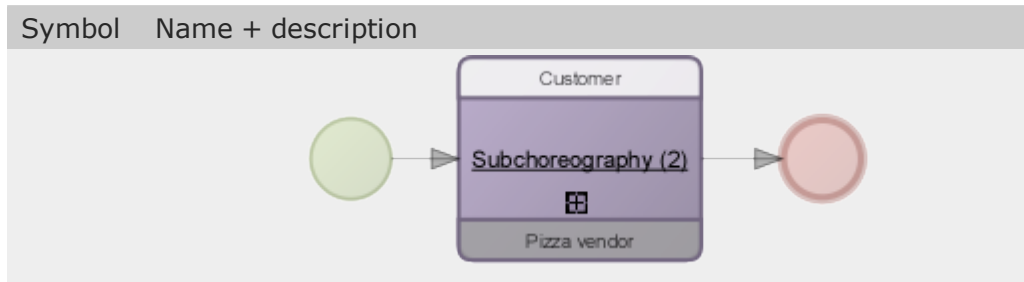 Symbol Name + description
Customer
Subchoreography (2)
Pizza vendor